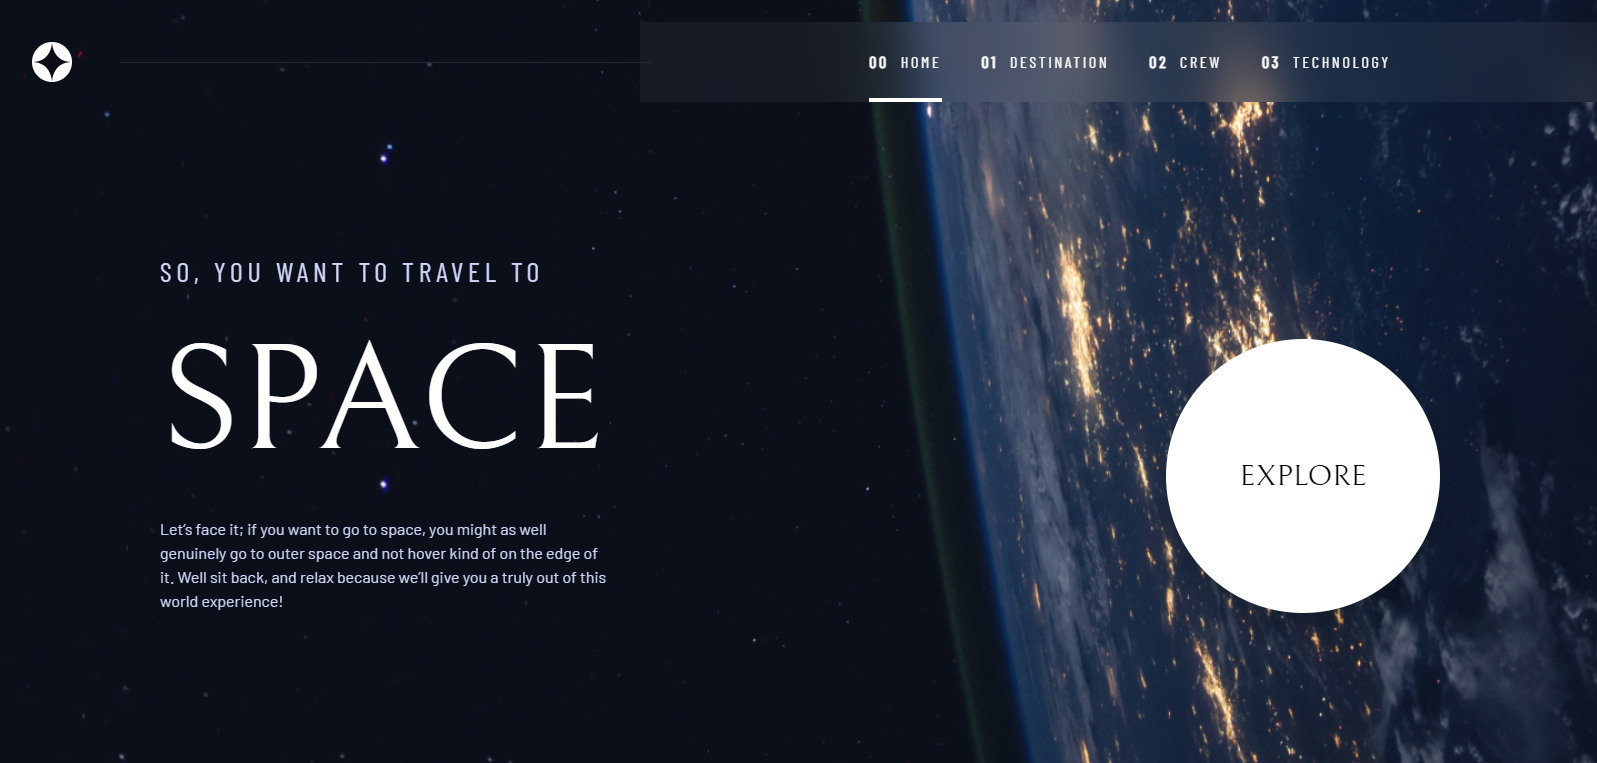 00 HOME 01 DESTINATION 02 CREW 03 TECHNOLOGY
SO, YOU WANT TO TRAVEL TO
SPACE
Let’s face it; if you want to go to space, you might as well
genuinely go to outer space and not hover kind of on the edge of
it. Well sit back, and relax because we’ll give you a truly out of this
world experience!
EXPLORE